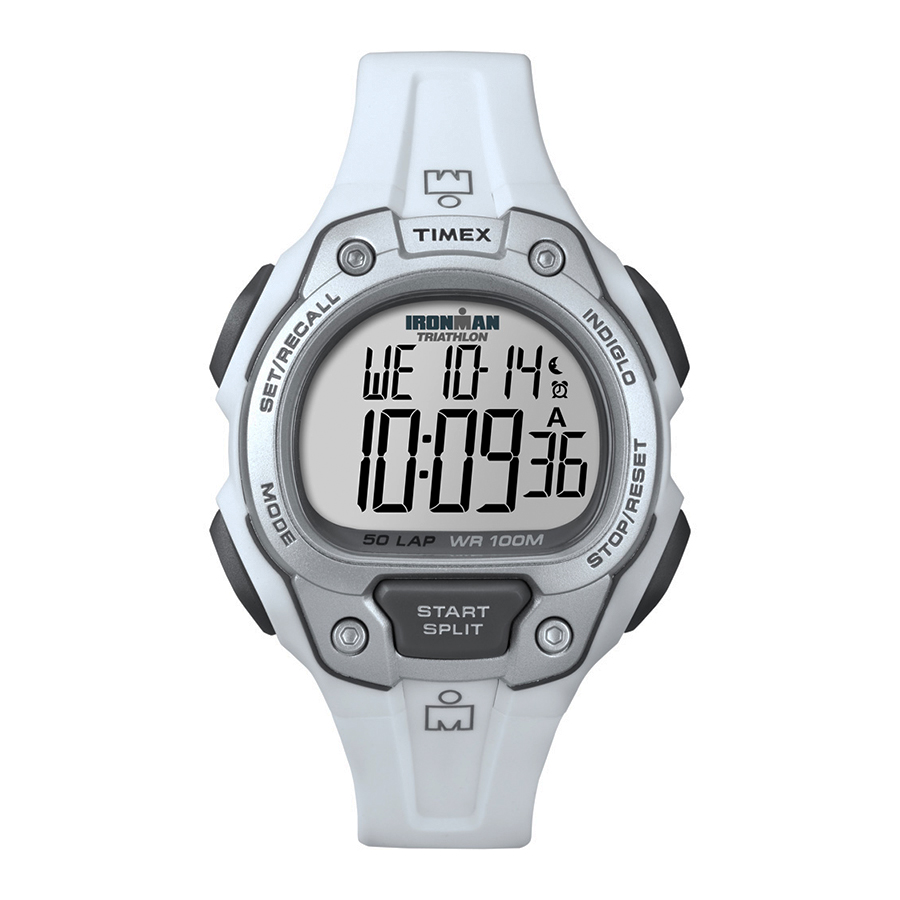 TIMEX
SET/RECALL
INDIGLO
IRONMAN
TRIATHLON
WE 10-14
A
10:09 36
MODE
STOP/RESET
50 LAP WR 100M
START
SPLIT